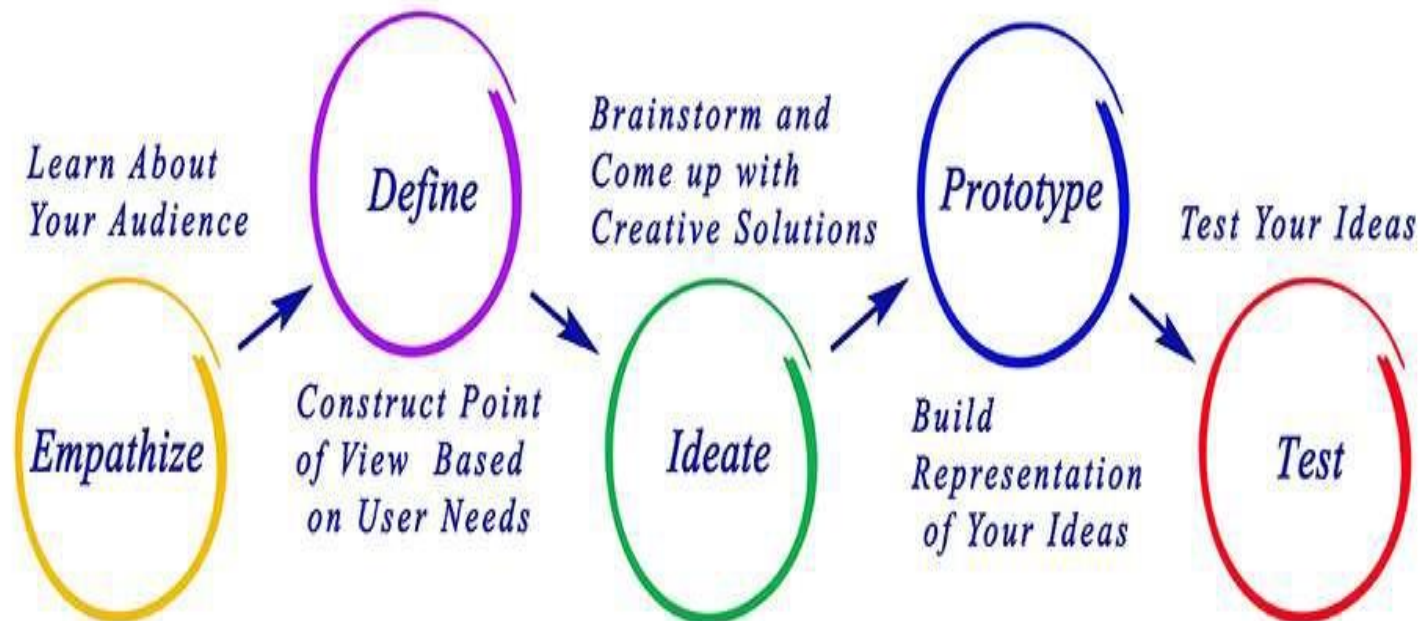 Learn About
Your Audience
Empathize
Define
Construct Point
of View Based
on User Needs
Brainstorm and
Come up with
Creative Solutions
Ideate
Prototype
Build
Representation
of Your Ideas
Test Your Ideas
Test